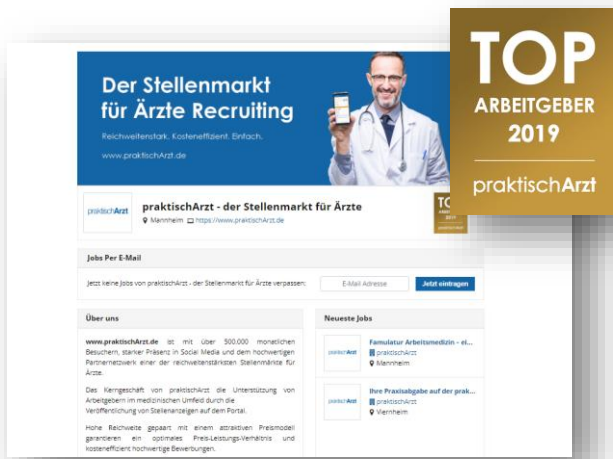 TOP
ARBEITGEBER
2019
praktischArzt
Der Stellenmarkt
für Ärzte Recruiting
Reichweitenstark. Kosteneffizient. Einfach.
www.praktischArzt.de
praktischArzt
praktischArzt - der Stellenmarkt für Ärzte
Mannheim https://www.praktischArzt.de
TOP
2019
Jobs Per E-Mail
Jetzt keine Jobs von praktischArzt - der Stellenmarkt für Ärzte verpassen:
E-Mail Adresse
Jetzt eintragen
Über uns
www.praktischArzt.de ist mit über 500.000 monatlichen
Besuchern, starker Präsenz in Social Media und dem hochwertigen
Partnernetzwerk einer der reichweitenstärksten Stellenmärkte für
Ärzte.
Das Kerngeschäft von praktischArzt die Unterstützung von
Arbeitgebern im medizinischen Umfeld durch die
Veröffentlichung von Stellenanzeigen auf dem Portal.
Hohe Reichweite gepaart mit einem attraktiven Preismodell
garantieren ein optimales Preis-Leistungs-Verhältnis und
kosteneffizient hochwertige Bewerbungen.
Neueste Jobs
praktischArzt
Famulatur Arbeitsmedizin – ei...
praktischArzt
Mannheim
praktischArzt
Ihre Praxisabgabe auf der prak...
praktischArzt
Viernheim